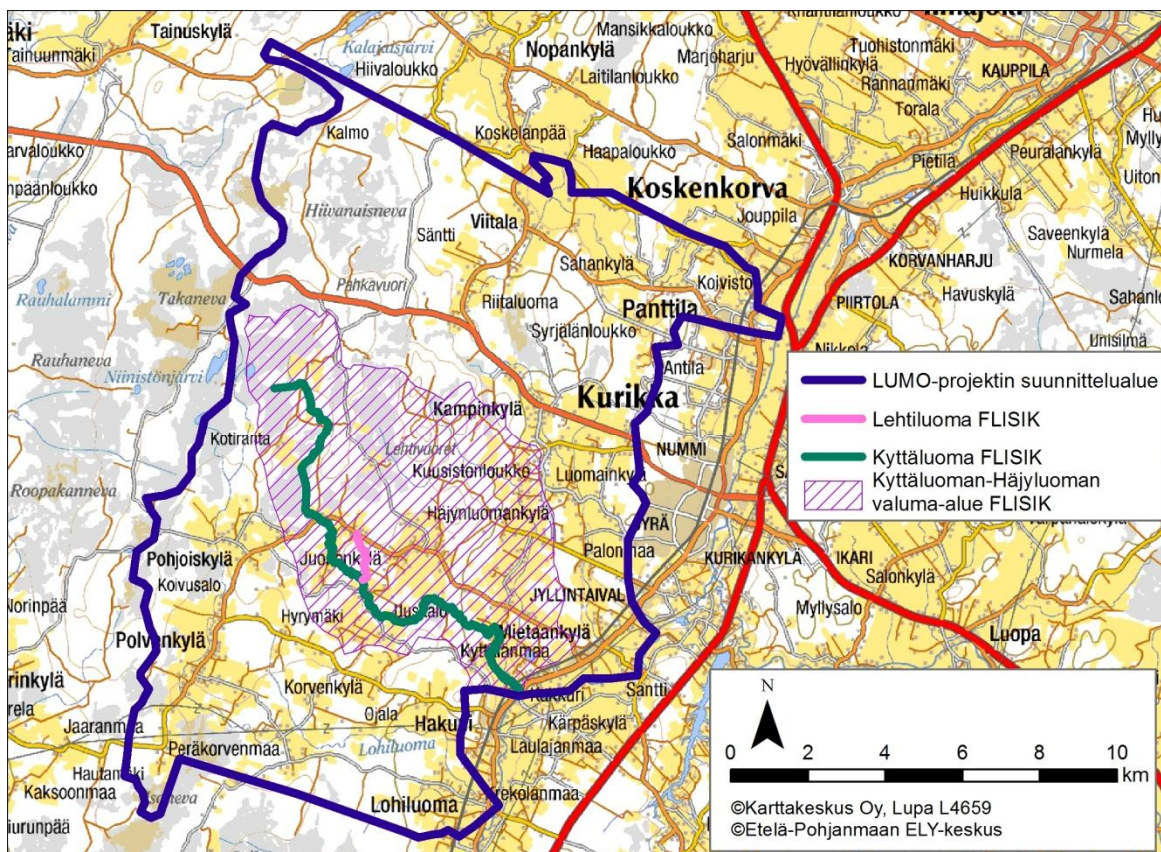 Tainuskylä
Tainuunmäki
Kalajaisjärvi
Hiivaloukko
Nopankylä
Mansikkaloukko
Marjoharju
Laitilanloukko
Tuohistonmäki
Hyövällinkylä
KAUPPILA
Rannanmäki
Torala
Kalmo
Koskelanpää
Haapaloukko
Salonmäki
Pietilä
Peuralankylä
Koskenkorva
Huikkula
Hiivanaisneva
Viitala
Jouppila
Säntti
Saveenkylä
Nurmela
Sahankylä
KORVANHARJU
Pahkavuori
Koivisto
Rauhalammi
Takaneva
Riitaluoma
Panttila
PIIRTOLA
Havuskylä
Syrjälänloukko
Rauhaneva
Niinistönjärvi
Antila
Kampinkylä
Kurikka
Kotiranta
Lehtivuoret
Kuusistonloukko
Luomainkylä
NUMMI
Roopakanneva
Häjynluomankylä
Pohjoiskylä
Palonmaa
KURIKANKYLÄ
IKARI
Koivusalo
Salonkylä
Norinpää
Hyrymäki
JYLLINTAIVAL
Myllysalo
Polvenkylä
Mietaankylä
Luopa
Kyttälänmaa
Korvenkylä
Säntti
Ojala
Hakuni
Kärpäskylä
Jaaranmaa
Laulajanmaa
Peräkorvenmaa
Lohiluoma
Hautamäki
Kaksoonmaa
Lohiluoma
LUMO-projektin suunnittelualue
Lehtiluoma FLISIK
Kyttäluoma FLISIK
Kyttäluoman-Häjyluoman
valuma-alue FLISIK
N
0 2 4 6 8 10
km
©Karttakeskus Oy, Lupa L4659
©Etelä-Pohjanmaan ELY-keskus